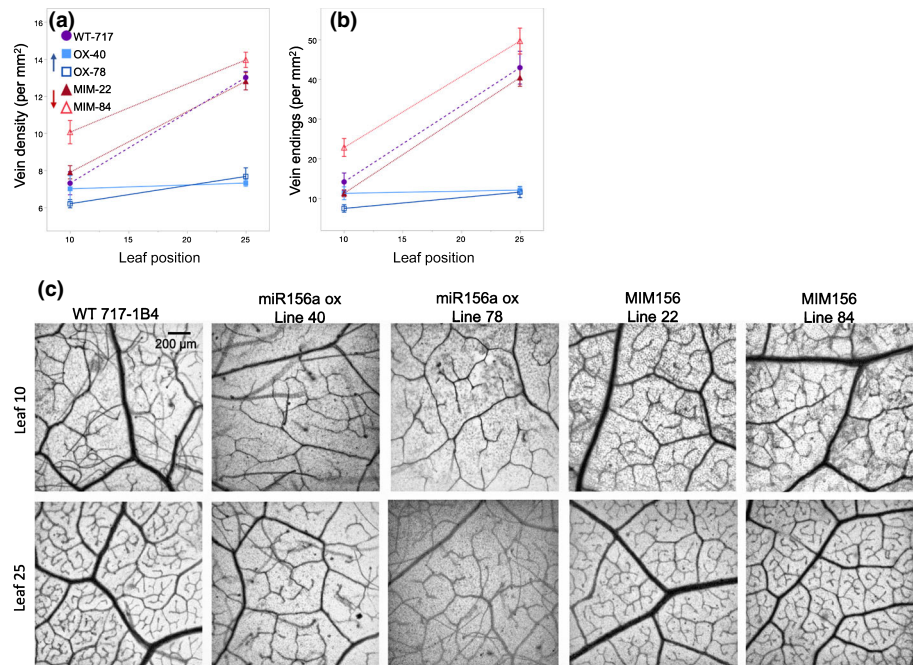 (a)
Vein density (per mm²)
16
14
12
10
8
6
WT-717
OX-40
OX-78
MIM-22
MIM-84
10
15
20
25
Leaf position
(b)
Vein endings (per mm²)
50
40
30
20
10
10
15
20
25
Leaf position
(c)
WT 717-1B4
miR156a ox
Line 40
miR156a ox
Line 78
MIM156
Line 22
MIM156
Line 84
200 µm
Leaf 10
Leaf 25